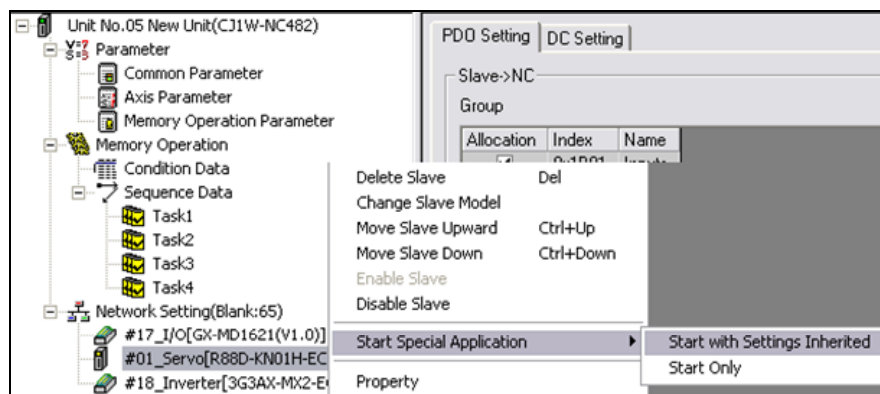 Unit No.05 New Unit(CJ1W-NC482)
Parameter
Common Parameter
Axis Parameter
Memory Operation Parameter
Memory Operation
Condition Data
Sequence Data
Task1
Task2
Task3
Task4
Network Setting(Blank:65)
#17_I/O[GX-MD1621(V1.0)]
#01_Servo[R88D-KN01H-EC
#18_Inverter[3G3AX-MX2-E
PDO Setting DC Setting
Slave->NC
Group
Allocation Index Name
Delete Slave Del
Change Slave Model
Move Slave Upward Ctrl+Up
Move Slave Down Ctrl+Down
Enable Slave
Disable Slave
Start Special Application
Property
Start with Settings Inherited
Start Only